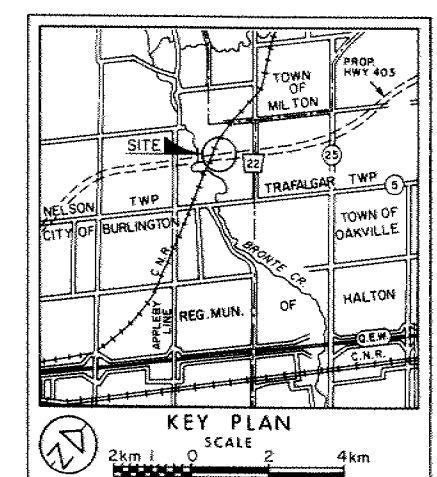 PROP.
HWY 403
TOWN
OF
MILTON
SITE
22
25
TRAFALGAR TWP
5
NELSON TWP
CITY OF BURLINGTON
TOWN OF
OAKVILLE
BRONTE CR.
C.N.R.
APPLEBY
LINE
REG. MUN. OF HALTON
Q.E.W.
C.N.R.
KEY PLAN
SCALE
N
2km 1 0 2 4km